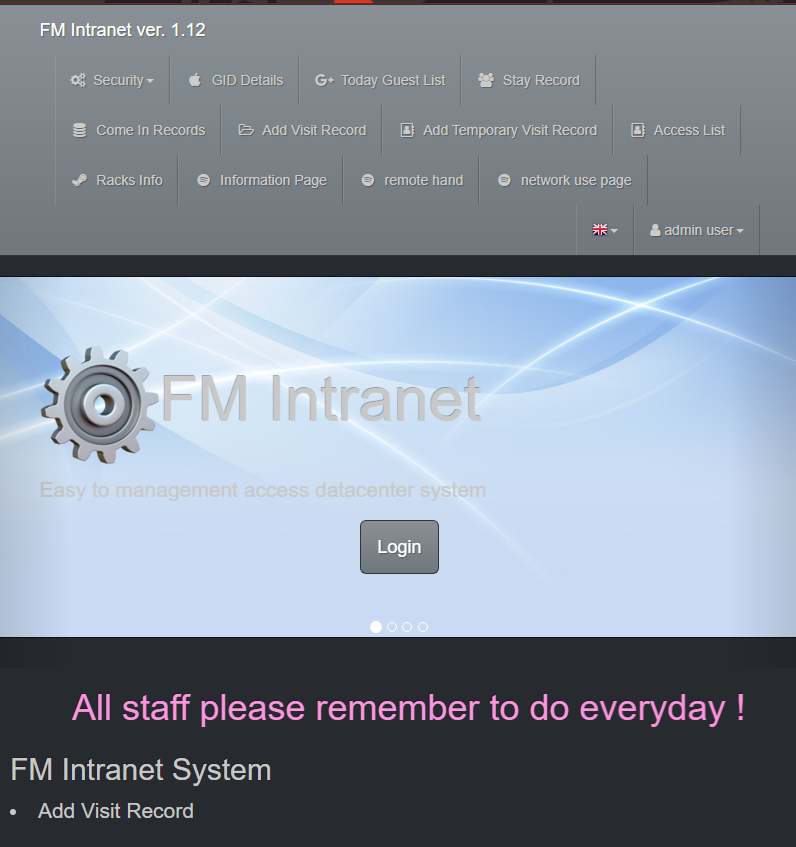 FM Intranet ver. 1.12
Security GID Details Today Guest List Stay Record
Come In Records Add Visit Record Add Temporary Visit Record Access List
Racks Info Information Page remote hand network use page
admin user
FM Intranet
Easy to management access datacenter system
Login
All staff please remember to do everyday !
FM Intranet System
• Add Visit Record